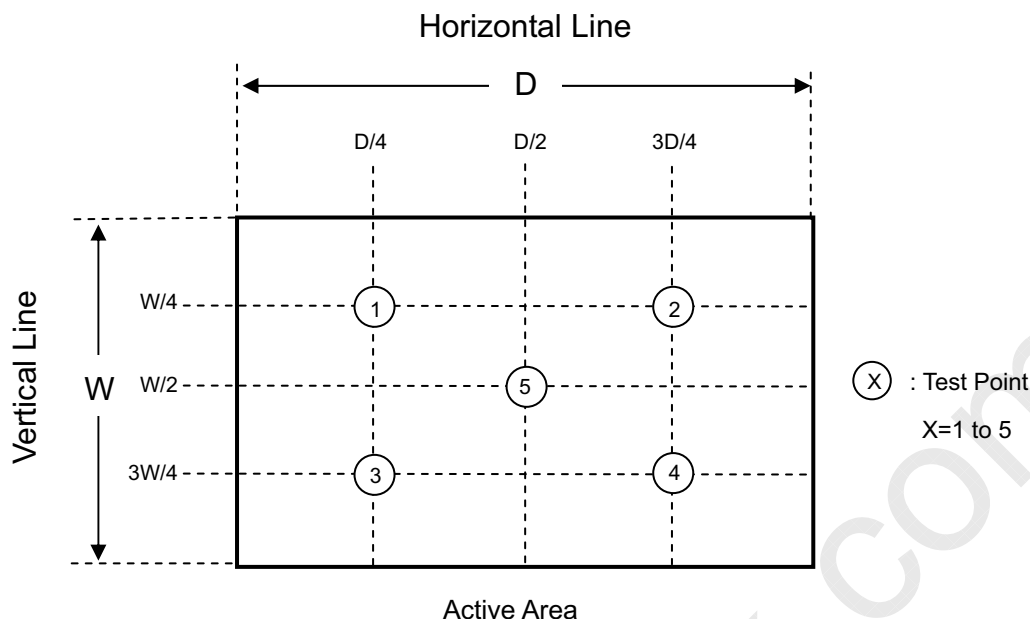 Horizontal Line
D
D/4 D/2 3D/4
Vertical Line
W
W/4
W/2
3W/4
1
2
5
3
4
X : Test Point
X=1 to 5
Active Area
com